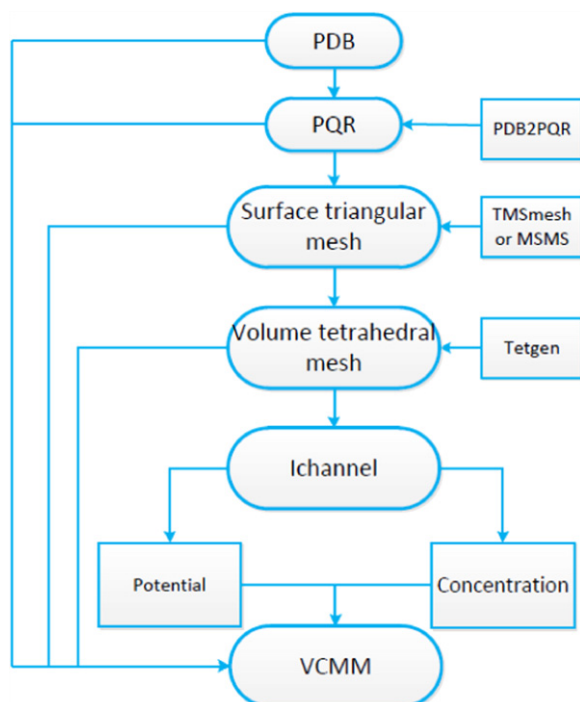 PDB
PQR
PDB2PQR
Surface triangular
mesh
TMSmesh
or MSMS
Volume tetrahedral
mesh
Tetgen
Ichannel
Potential
Concentration
VCMM